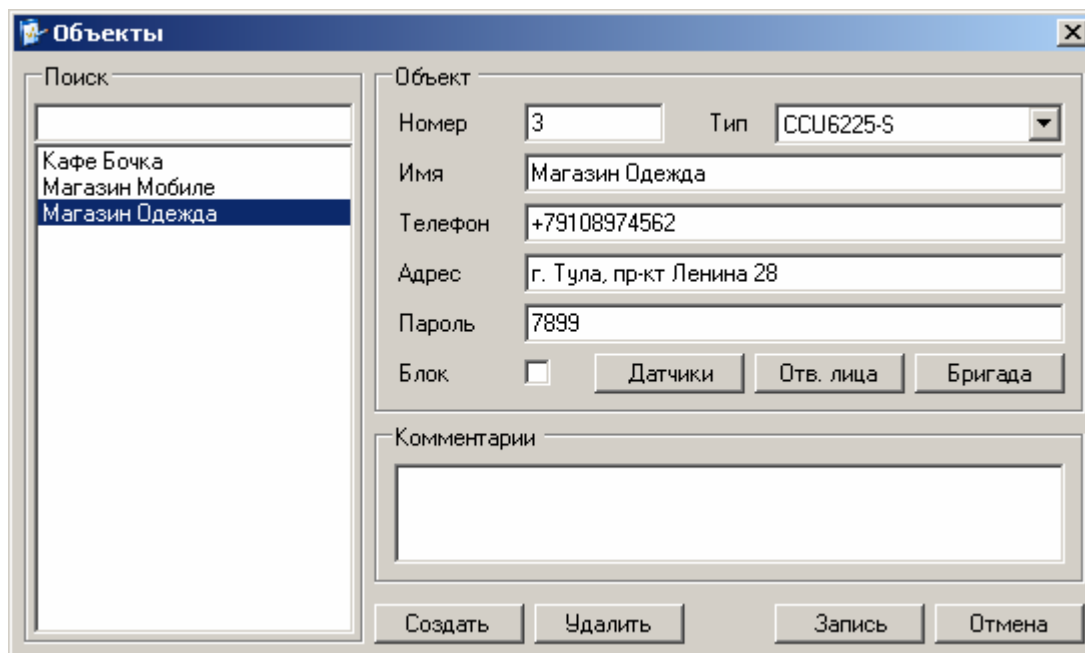 Объекты
Поиск
Кафе Бочка
Магазин Мобиле
Магазин Одежда
Объект
Номер 3 Тип CCU6225-S
Имя Магазин Одежда
Телефон +79108974562
Адрес г. Тула, пр-кт Ленина 28
Пароль 7899
Блок Датчики Отв. лица Бригада
Комментарии
Создать Удалить Запись Отмена